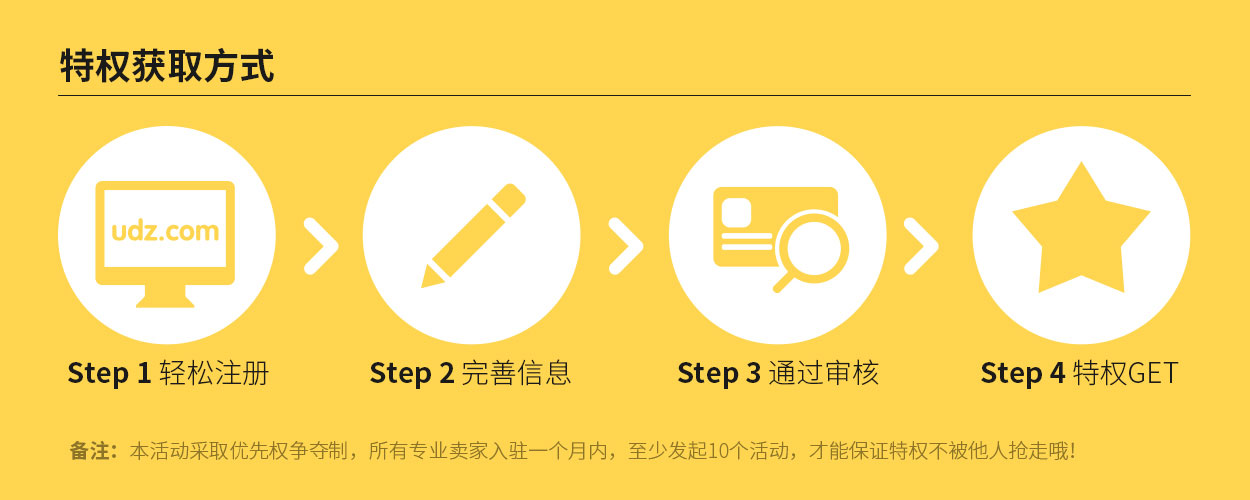 特权获取方式
udz.com
Step 1 轻松注册
Step 2 完善信息
Step 3 通过审核
Step 4 特权GET
备注：本活动采取优先权争夺制，所有专业卖家入驻一个月内，至少发起10个活动，才能保证特权不被他人抢走哦!